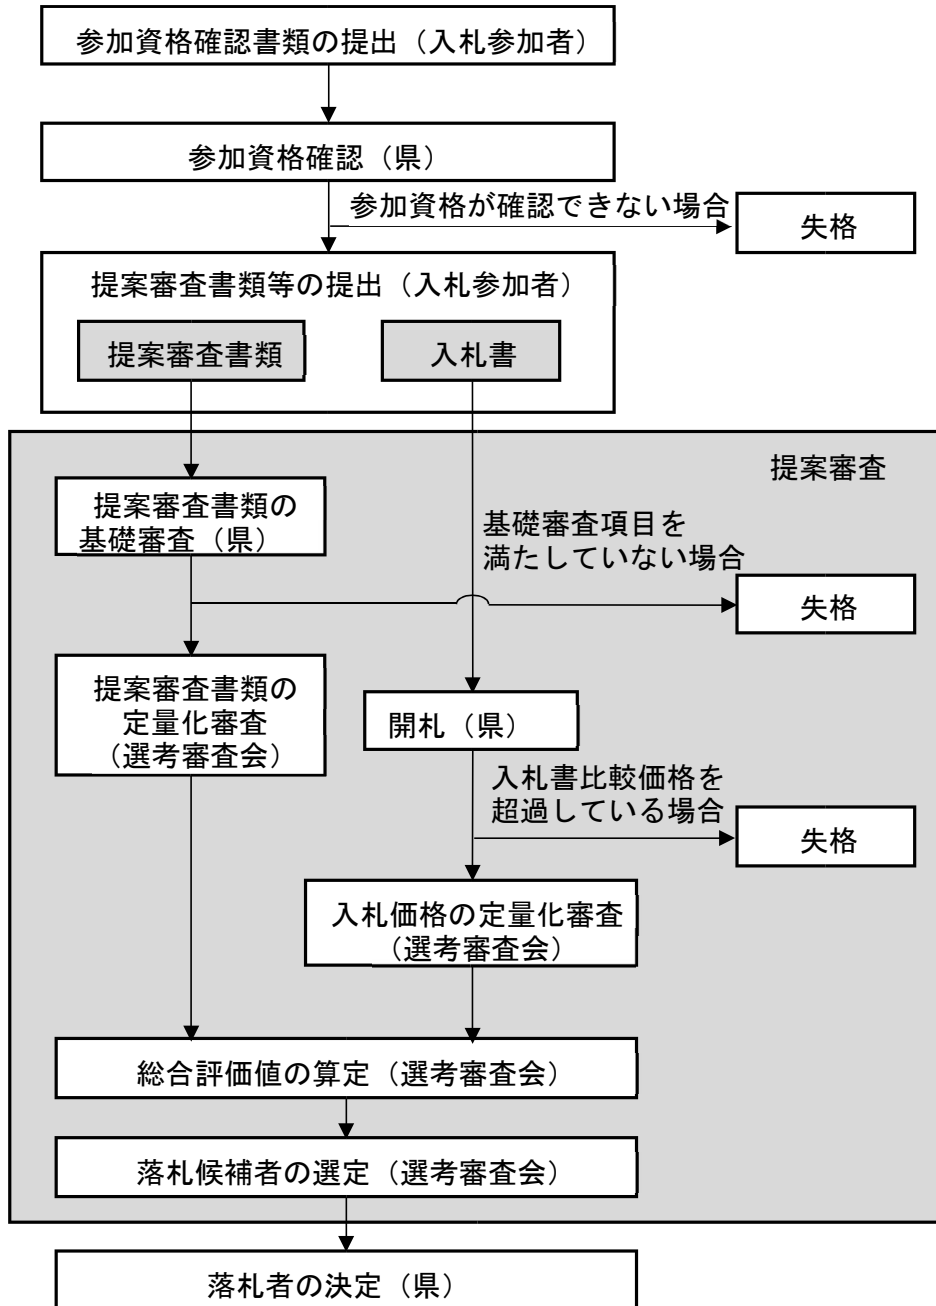 参加資格確認書類の提出（入札参加者）
参加資格確認（県）
参加資格が確認できない場合
失格
提案審査書類等の提出（入札参加者）
提案審査書類
入札書
提案審査
提案審査書類の
基礎審査（県）
基礎審査項目を
満たしていない場合
失格
提案審査書類の
定量化審査
（選考審査会）
開札（県）
入札書比較価格を
超過している場合
失格
入札価格の定量化審査
（選考審査会）
総合評価値の算定（選考審査会）
落札候補者の選定（選考審査会）
落札者の決定（県）